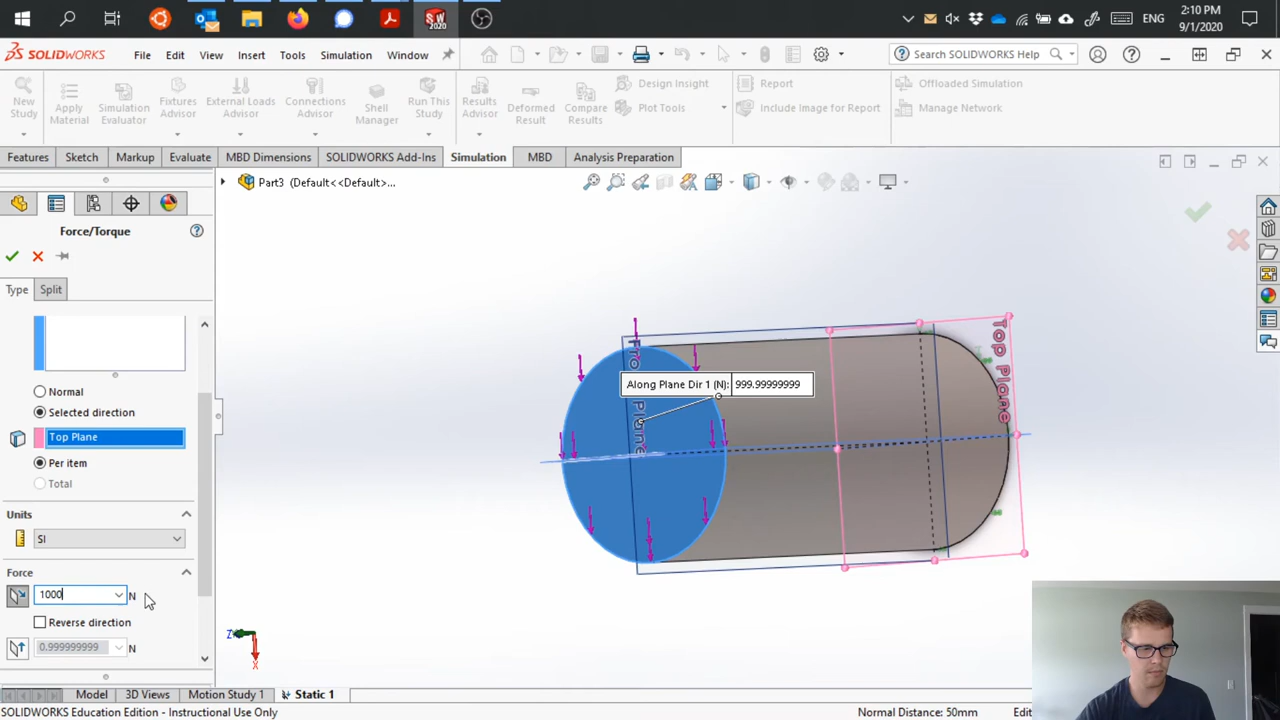 2:10 PM
9/1/2020
ENG
SOLIDWORKS
File Edit View Insert Tools Simulation Window
Search SOLIDWORKS Help
New Study
Apply Material
Simulation Evaluator
Fixtures Advisor
External Loads Advisor
Connections Advisor
Shell Manager
Run This Study
Results Advisor
Deformed Result
Compare Results
Design Insight
Plot Tools
Report
Include Image for Report
Offloaded Simulation
Manage Network
Features Sketch Markup Evaluate MBD Dimensions SOLIDWORKS Add-Ins Simulation MBD Analysis Preparation
Part3 (Default<<Default>...
Force/Torque
Type Split
Normal
Selected direction
Top Plane
Per item
Total
Units
SI
Force
1000 N
Reverse direction
0.999999999 N
Along Plane Dir 1 (N): 999.99999999
Top Plane
Z
X
Model 3D Views Motion Study 1 Static 1
SOLIDWORKS Education Edition - Instructional Use Only
Normal Distance: 50mm